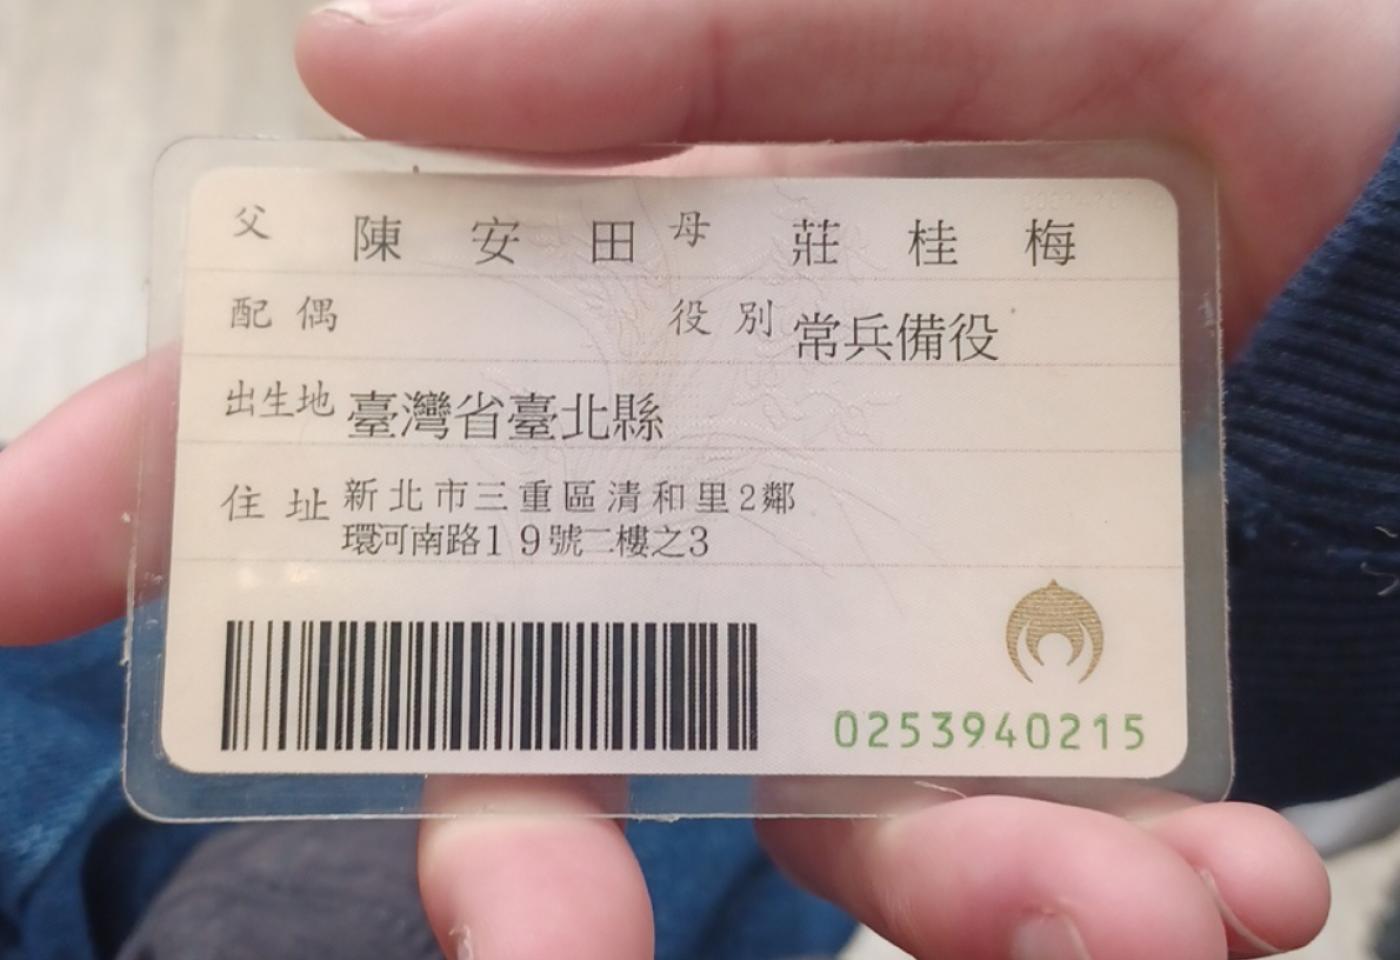 父 陳安田 母 莊桂梅
配偶 役別 常兵備役
出生地 臺灣省臺北縣
住址 新北市三重區清和里2鄰
環河南路19號二樓之3
0253940215